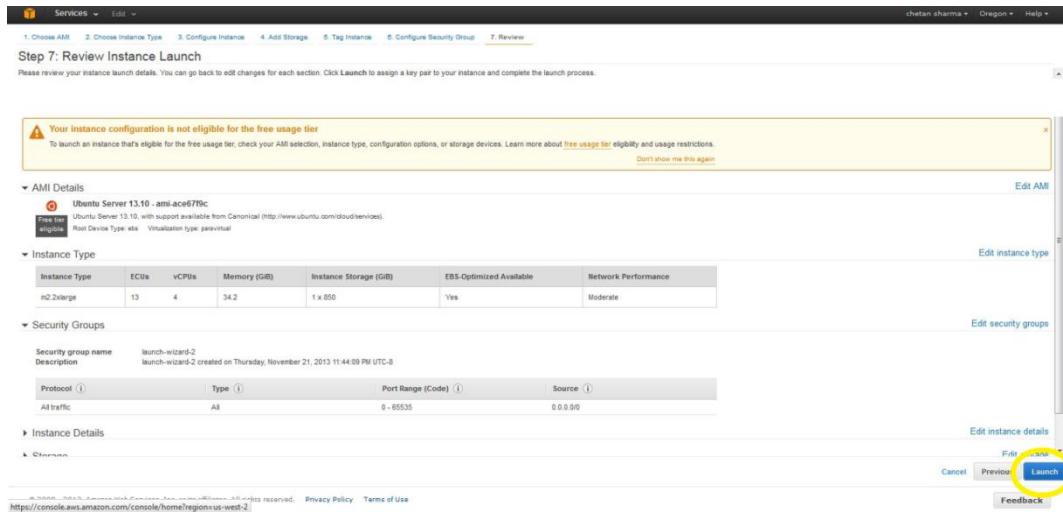 Services Edit chetan sharma Oregon Help
1. Choose AMI 2. Choose Instance Type 3. Configure Instance 4. Add Storage 5. Tag Instance 6. Configure Security Group 7. Review
Step 7: Review Instance Launch
Please review your instance launch details. You can go back to edit changes for each section. Click Launch to assign a key pair to your instance and complete the launch process.
Your instance configuration is not eligible for the free usage tier
To launch an instance that's eligible for the free usage tier, check your AMI selection, instance type, configuration options, or storage devices. Learn more about free usage tier eligibility and usage restrictions.
Don't show me this again
AMI Details Edit AMI
Ubuntu Server 13.10 - ami-ace67f9c
Free tier eligible
Ubuntu Server 13.10, with support available from Canonical (http://www.ubuntu.com/cloud/services).
Root Device Type: ebs Virtualization type: paravirtual
Instance Type Edit instance type
Instance Type ECUs vCPUs Memory (GiB) Instance Storage (GiB) EBS-Optimized Available Network Performance
m2.2xlarge 13 4 34.2 1 x 850 Yes Moderate
Security Groups Edit security groups
Security group name launch-wizard-2
Description launch-wizard-2 created on Thursday, November 21, 2013 11:44:09 PM UTC-8
Protocol Type Port Range (Code) Source
All traffic All 0 - 65535 0.0.0.0/0
Instance Details Edit instance details
Storage Edit storage
Cancel Previous Launch
reserved. Privacy Policy Terms of Use
Feedback
https://console.aws.amazon.com/console/home?region=us-west-2